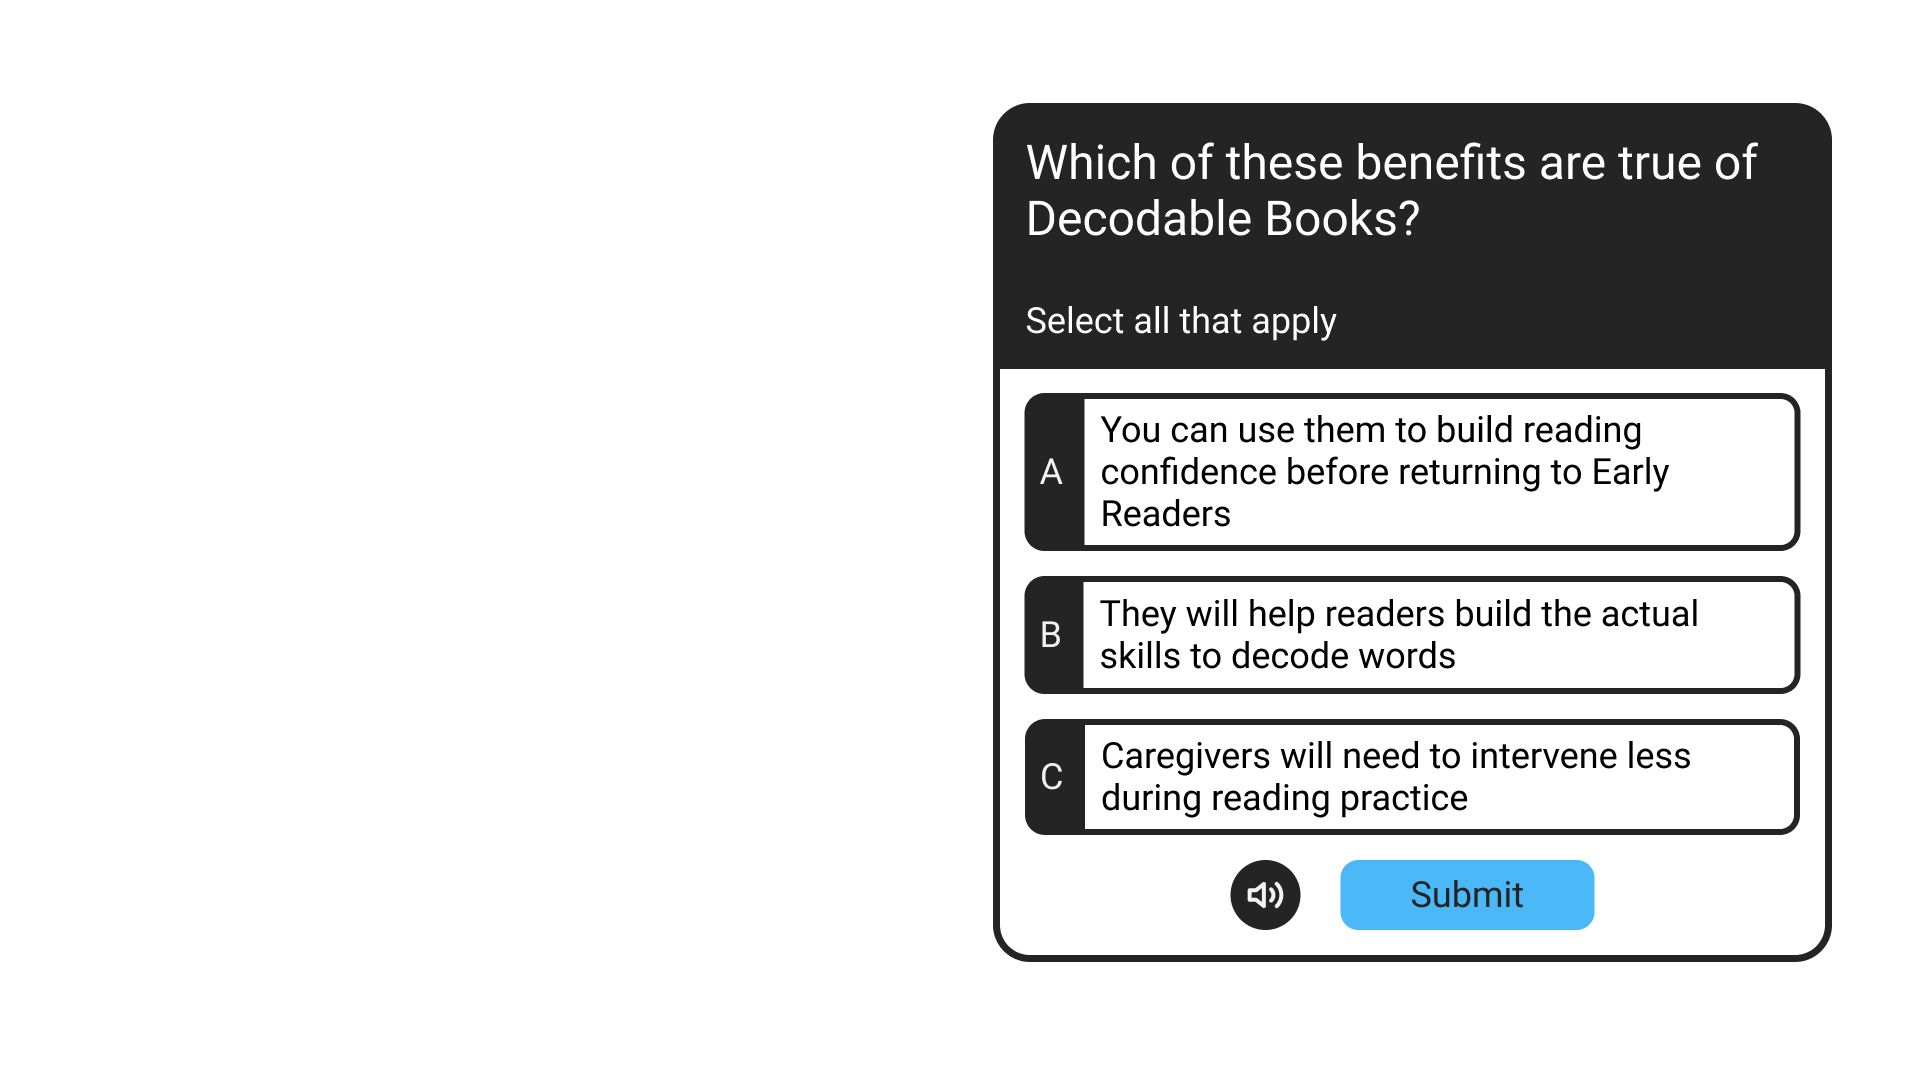 Which of these benefits are true of
Decodable Books?
Select all that apply
A
You can use them to build reading
confidence before returning to Early
Readers
B
They will help readers build the actual
skills to decode words
C
Caregivers will need to intervene less
during reading practice
Submit